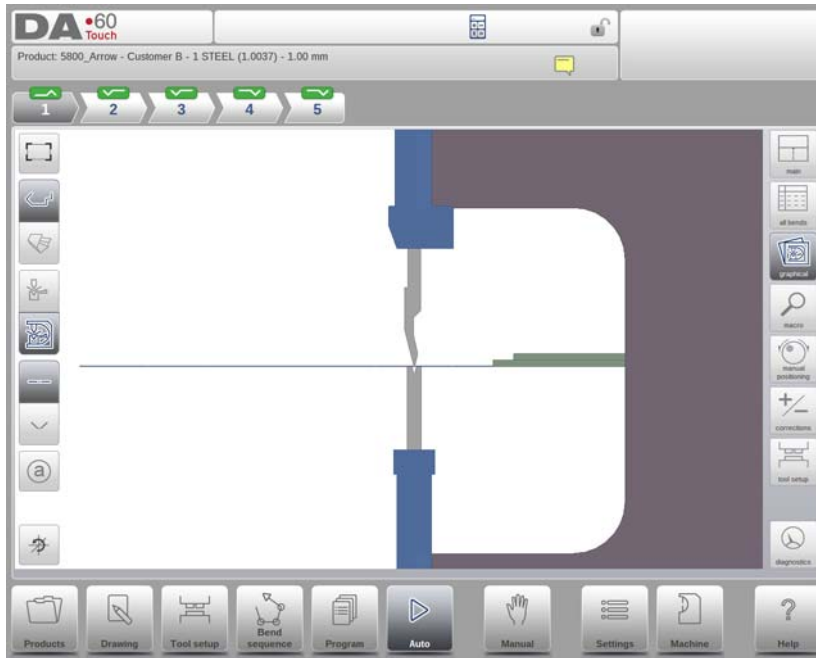 DA•60
Touch
Product: 5800_Arrow - Customer B - 1 STEEL (1.0037) - 1.00 mm
1 2 3 4 5
main
all bends
graphical
macro
manual
positioning
corrections
tool setup
a
diagnostics
Products Drawing Tool setup Bend sequence Program Auto Manual Settings Machine Help